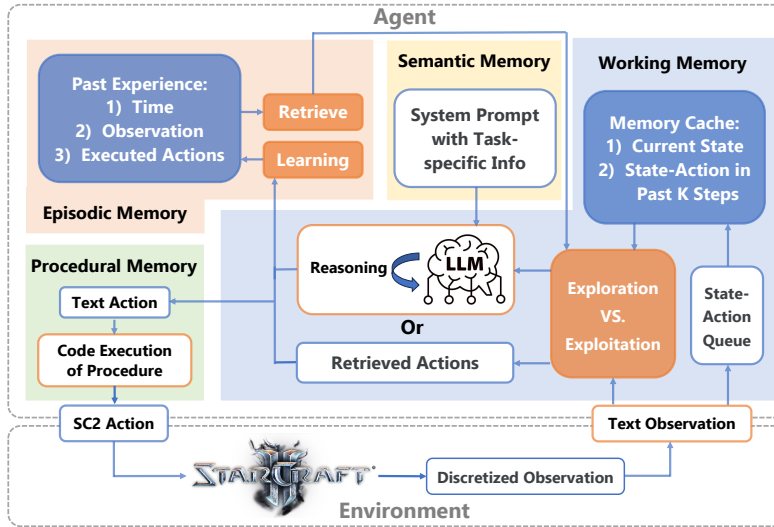 Agent
Past Experience:
1) Time
2) Observation
3) Executed Actions
Retrieve
Learning
Episodic Memory
Semantic Memory
System Prompt
with Task-
specific Info
Working Memory
Memory Cache:
1) Current State
2) State-Action in
Past K Steps
Procedural Memory
Text Action
Code Execution
of Procedure
Reasoning
LLM
Or
Retrieved Actions
Exploration
VS.
Exploitation
State-
Action
Queue
SC2 Action
Text Observation
STARCRAFT
II
Discretized Observation
Environment